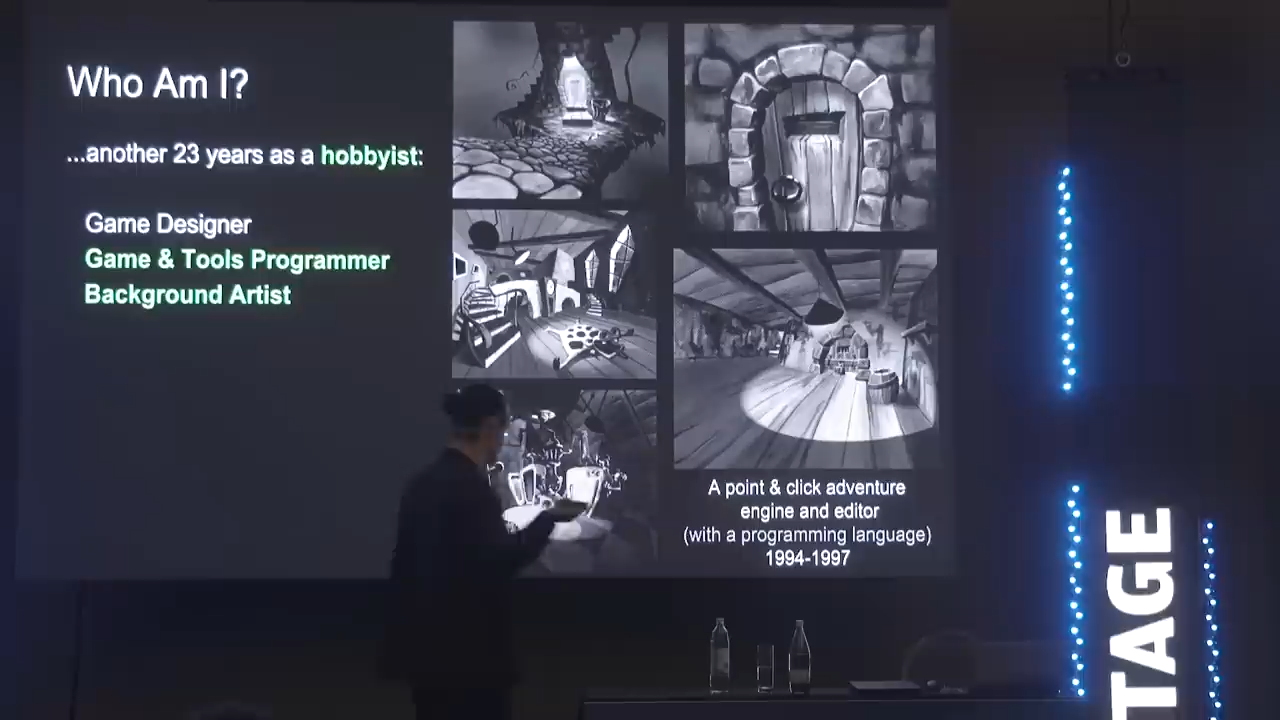 Who Am I?
...another 23 years as a hobbyist:
Game Designer
Game & Tools Programmer
Background Artist
A point & click adventure
engine and editor
(with a programming language)
1994-1997
TAGE